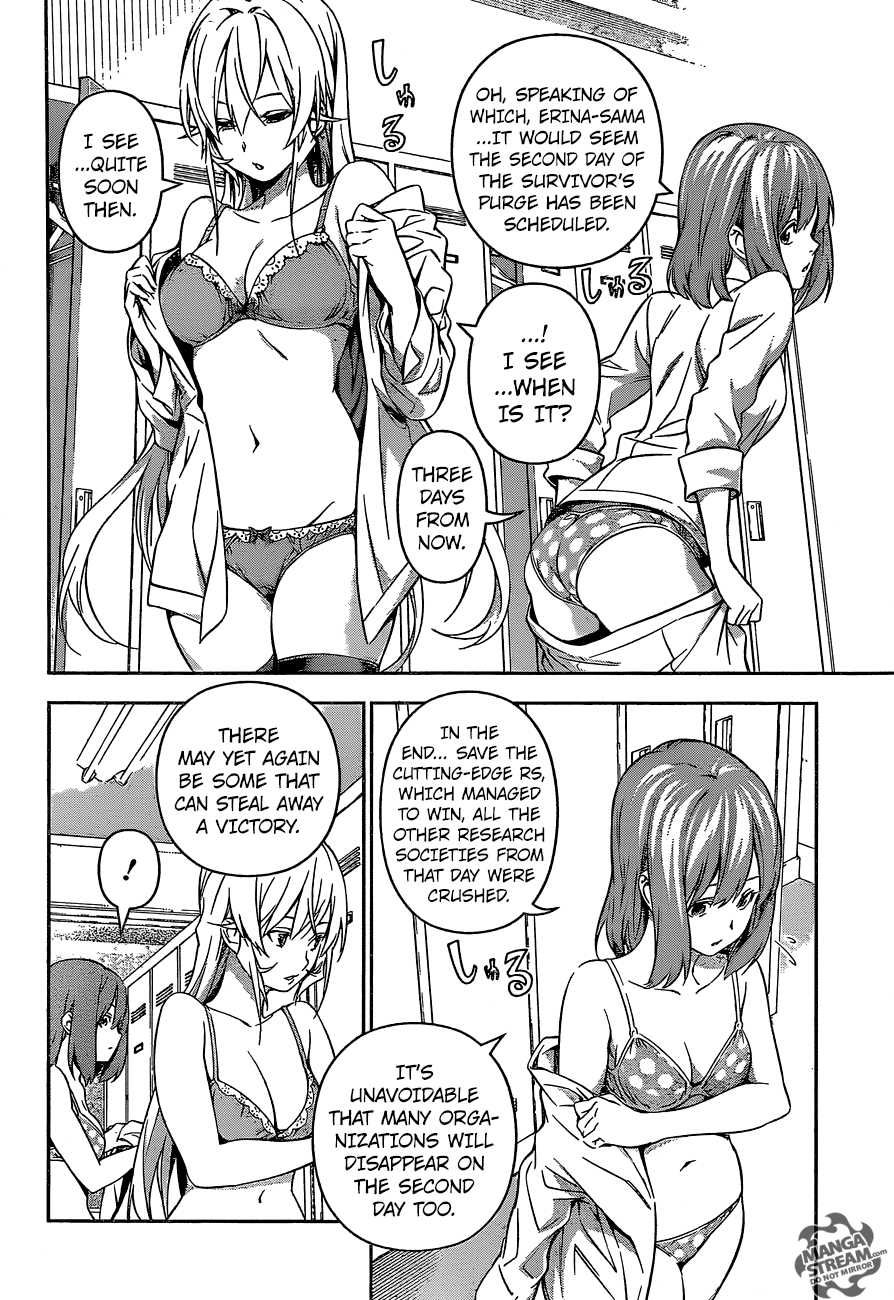 OH, SPEAKING OF
WHICH, ERINA-SAMA
...IT WOULD SEEM
THE SECOND DAY OF
THE SURVIVOR'S
PURGE HAS BEEN
SCHEDULED.
しゅる
...!
I SEE
...WHEN
IS IT?
THREE
DAYS
FROM
NOW.
しゅる
I SEE
...QUITE
SOON
THEN.
IN THE
END... SAVE THE
CUTTING-EDGE RS,
WHICH MANAGED
TO WIN, ALL THE
OTHER RESEARCH
SOCIETIES FROM
THAT DAY WERE
CRUSHED.
しゅる
IT'S
UNAVOIDABLE
THAT MANY ORGA-
NIZATIONS WILL
DISAPPEAR ON
THE SECOND
DAY TOO.
THERE
MAY YET AGAIN
BE SOME THAT
CAN STEAL AWAY
A VICTORY.
!
MANGA
STREAM.COM
DO NOT MIRROR!